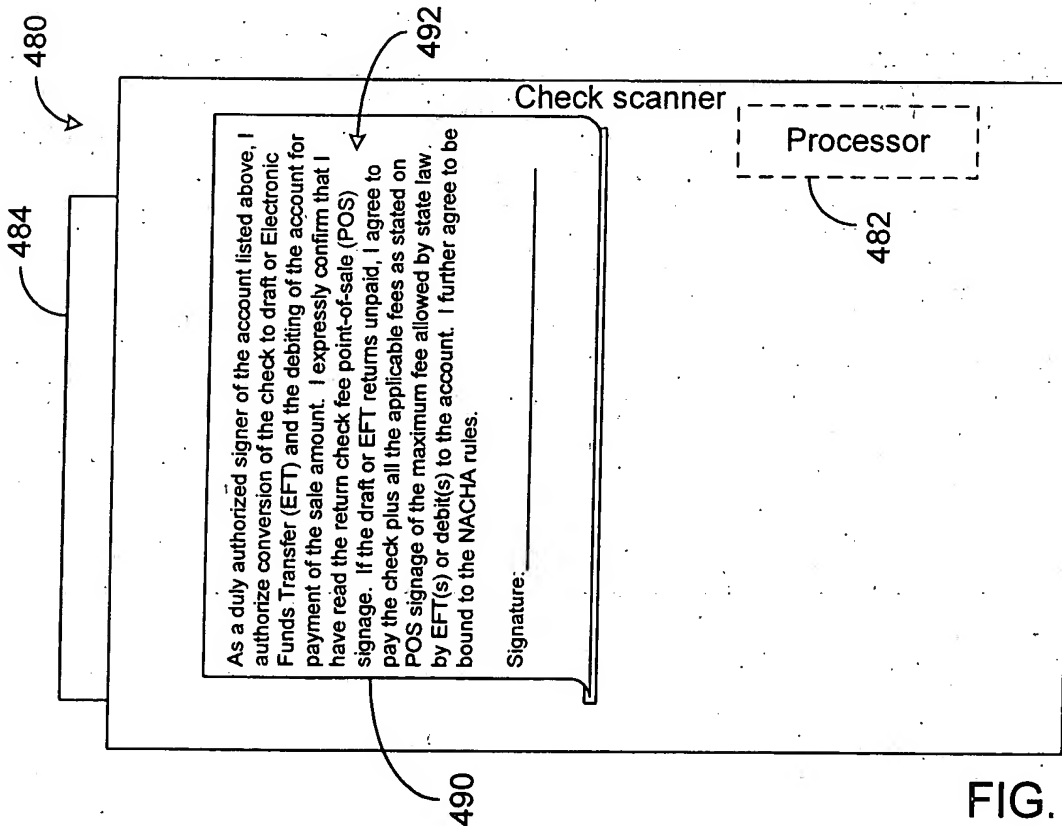 480
484
492
As a duly authorized signer of the account listed above, I
authorize conversion of the check to draft or Electronic
Funds Transfer (EFT) and the debiting of the account for
payment of the sale amount. I expressly confirm that I
have read the return check fee point-of-sale (POS)
signage. If the draft or EFT returns unpaid, I agree to
pay the check plus all the applicable fees as stated on
POS signage of the maximum fee allowed by state law
by EFT(s) or debit(s) to the account. I further agree to be
bound to the NACHA rules.
Signature:
490
Check scanner
Processor
482
FIG.